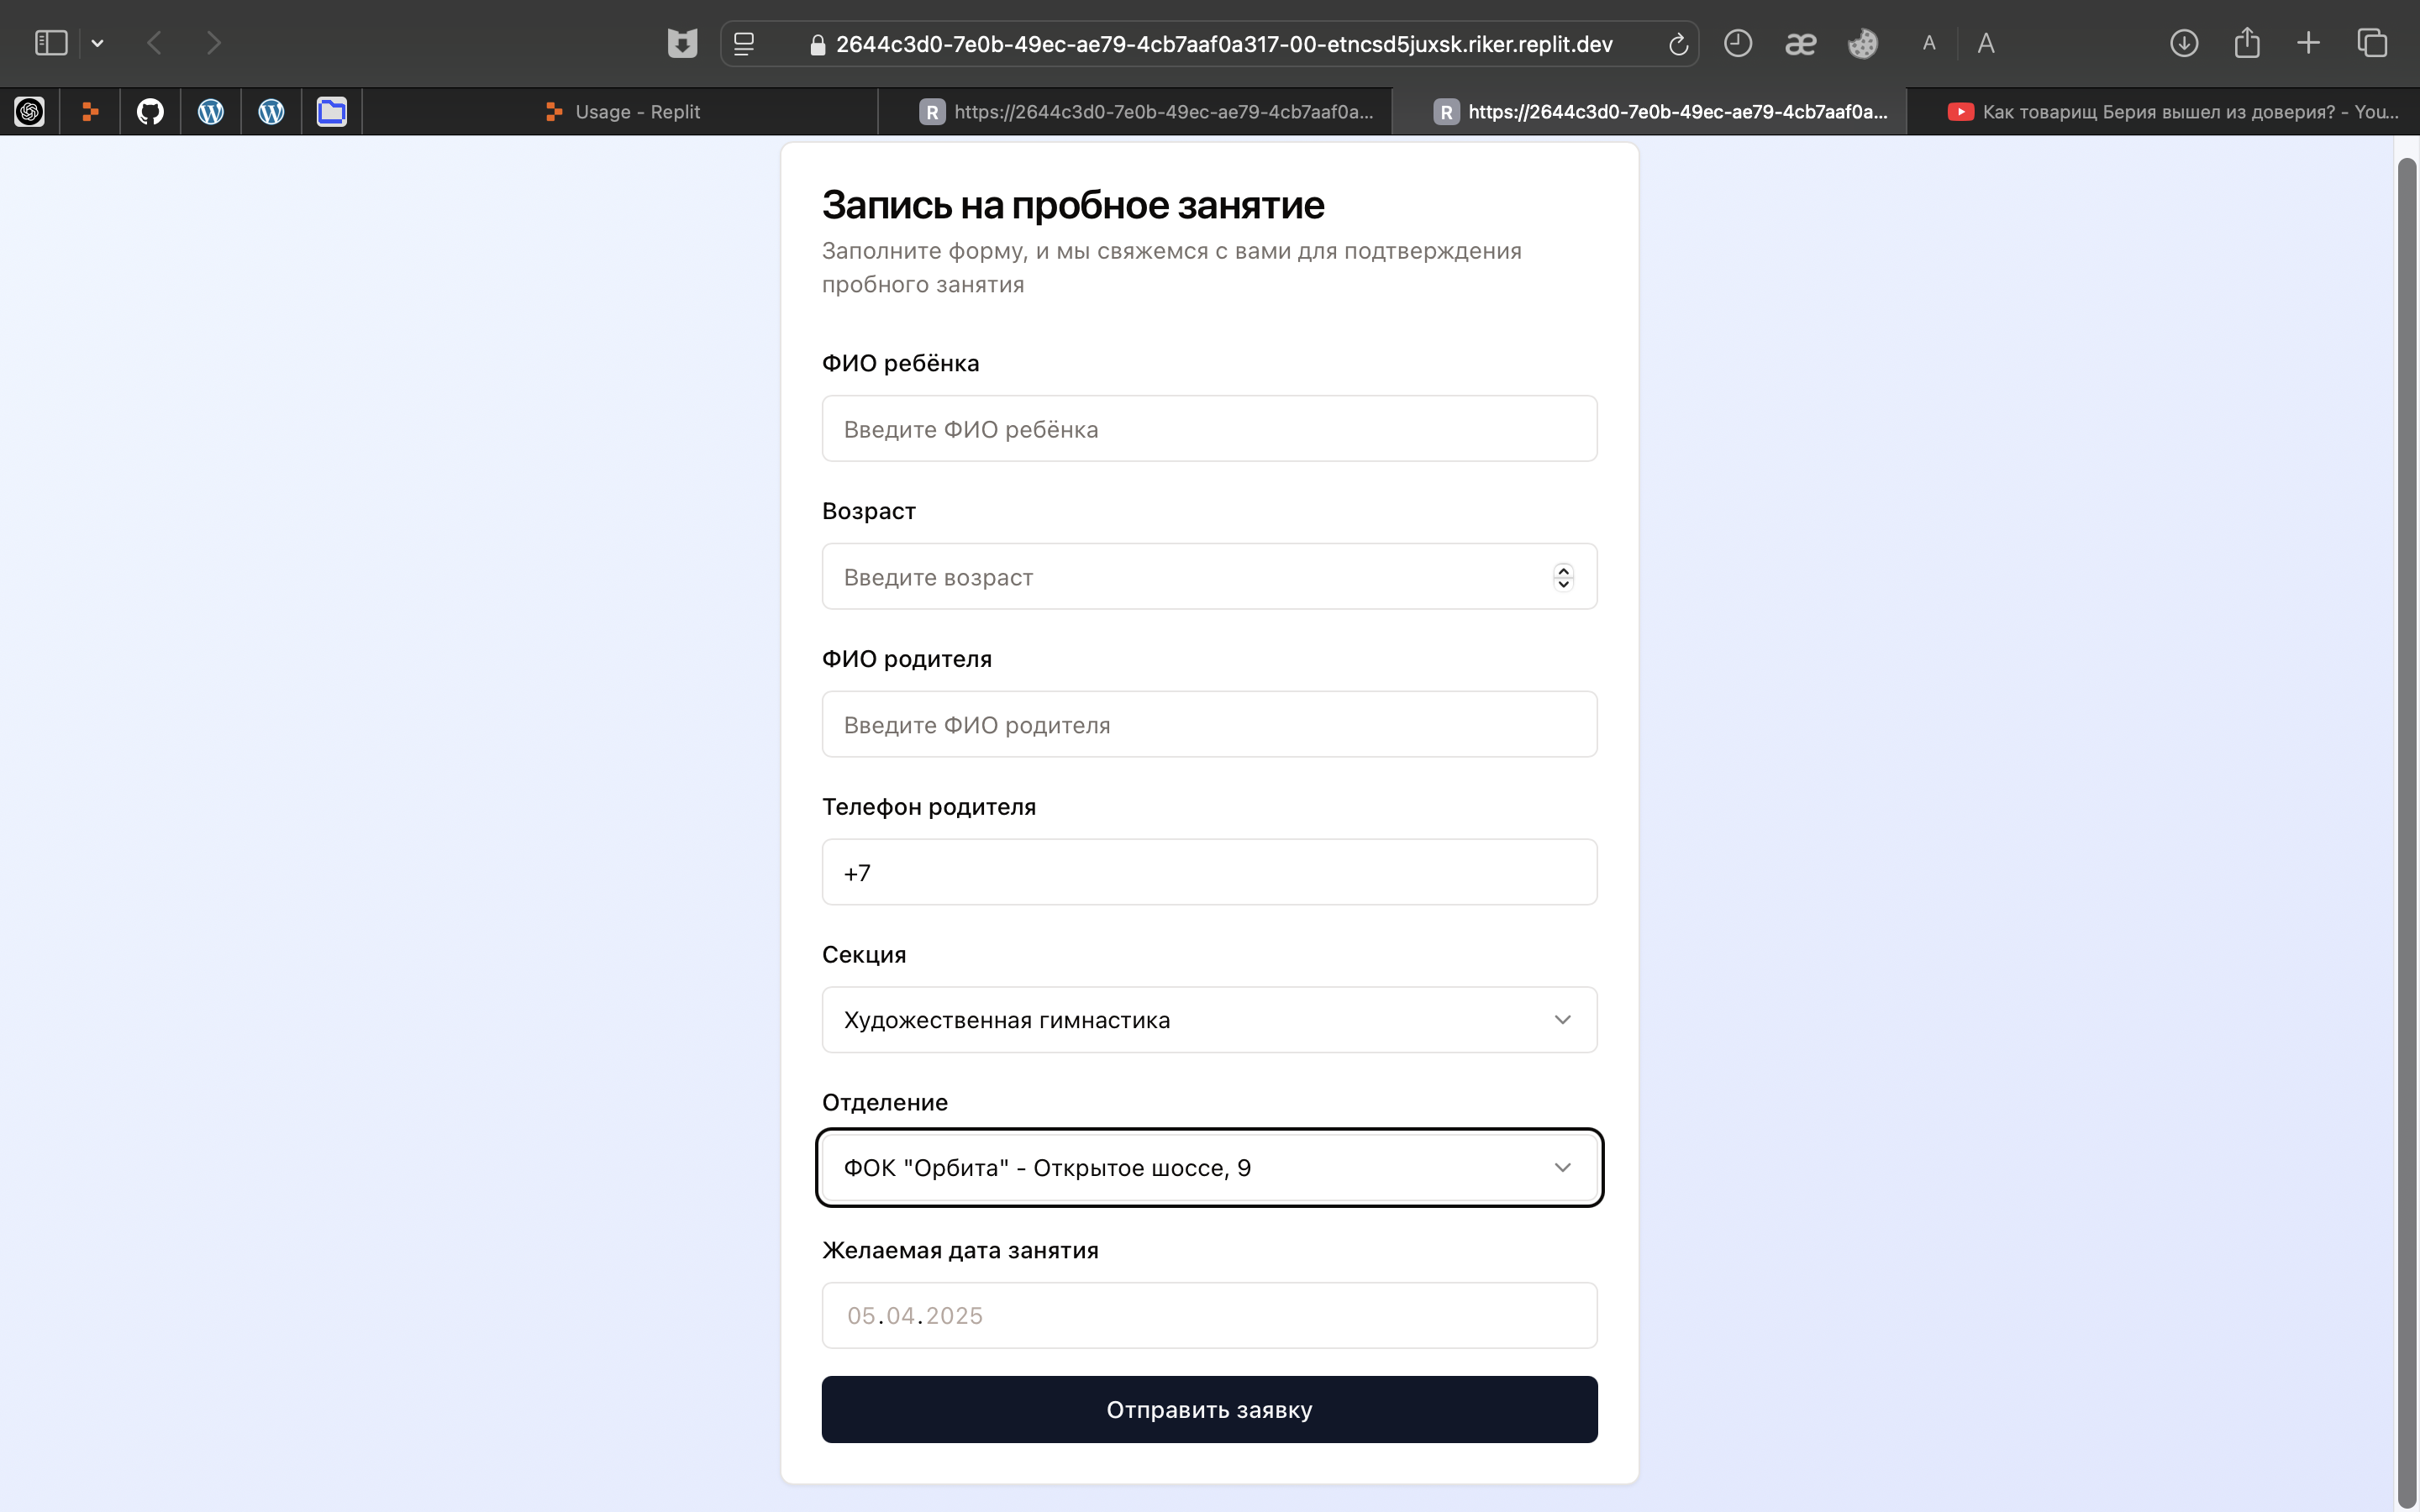 2644c3d0-7e0b-49ec-ae79-4cb7aaf0a317-00-etncsd5juxsk.riker.replit.dev
æ
A
A
Usage - Replit
R
https://2644c3d0-7e0b-49ec-ae79-4cb7aaf0a...
R
https://2644c3d0-7e0b-49ec-ae79-4cb7aaf0a...
Как товарищ Берия вышел из доверия? - You...
Запись на пробное занятие
Заполните форму, и мы свяжемся с вами для подтверждения
пробного занятия
ФИО ребёнка
Введите ФИО ребёнка
Возраст
Введите возраст
ФИО родителя
Введите ФИО родителя
Телефон родителя
+7
Секция
Художественная гимнастика
Отделение
ФОК "Орбита" - Открытое шоссе, 9
Желаемая дата занятия
05.04.2025
Отправить заявку